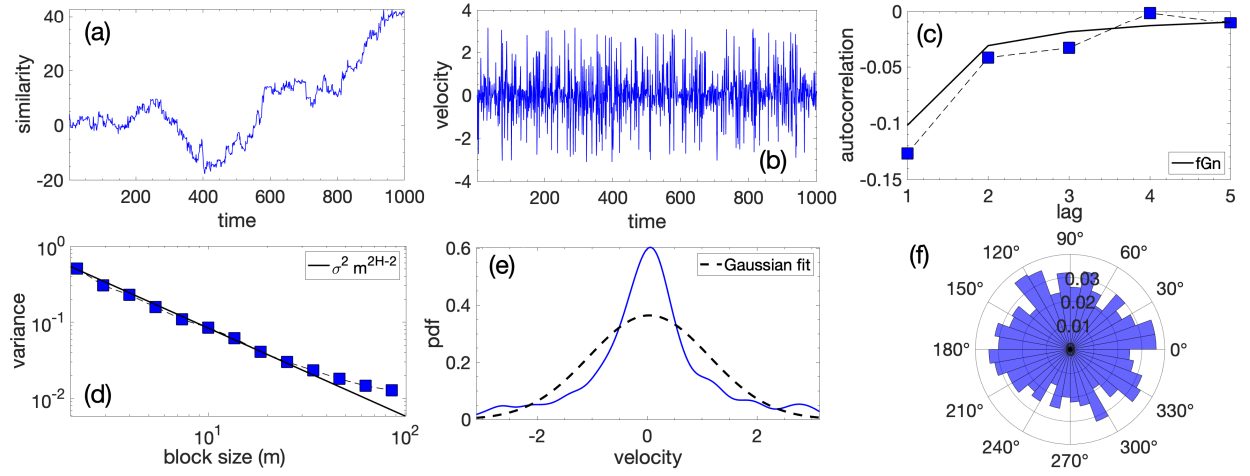 (a)
similarity
40
20
0
-20
0 200 400 600 800 1000
time
velocity
4
2
0
-2
-4
0 200 400 600 800 1000
time
(b)
(c)
autocorrelation
0
-0.05
-0.1
-0.15
1 2 3 4 5
lag
fGn
variance
10^0
10^-1
10^-2
10^1 10^2
block size (m)
σ^2 m^{2H-2}
(d)
(e)
pdf
0.6
0.4
0.2
0
-2 0 2
velocity
Gaussian fit
(f)
90°
120° 60°
0.03
150° 30°
0.02
0.01
180° 0°
210° 330°
240° 300°
270°